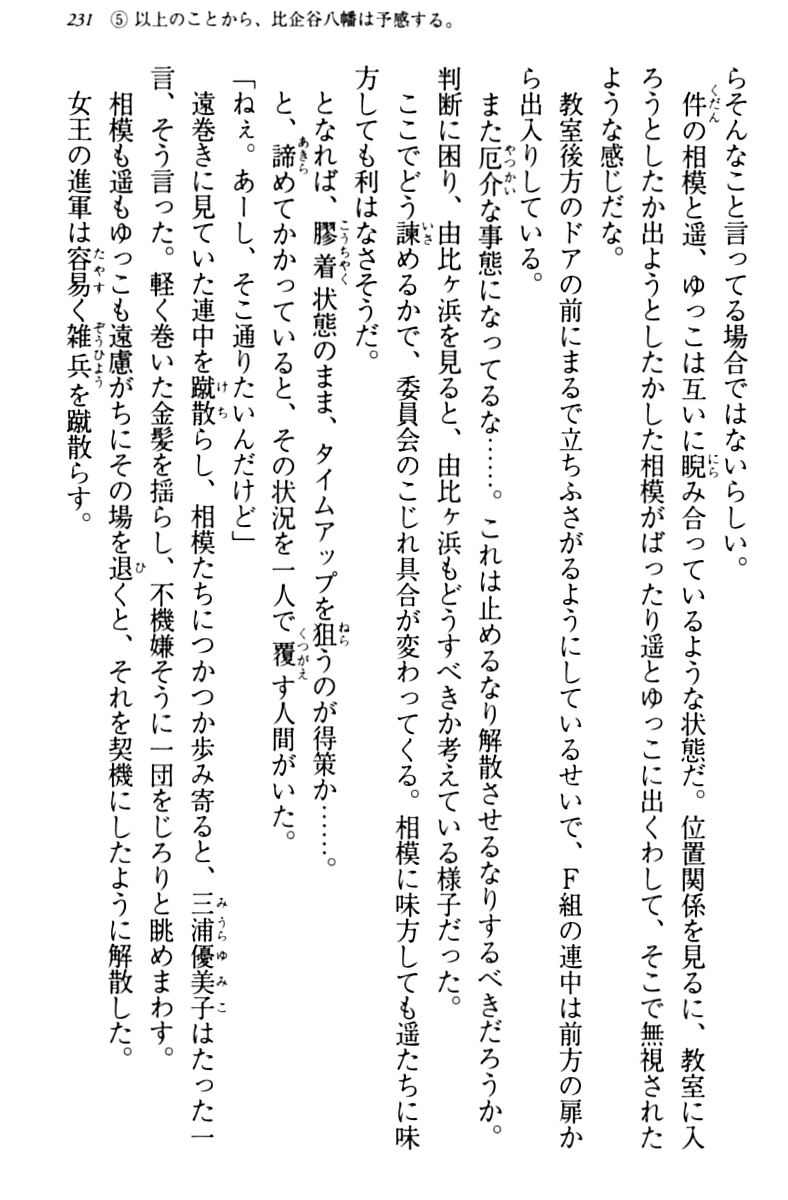 231 ⑤ 以上のことから、比企谷八幡は予感する。
らそんなこと言ってる場合ではないらしい。
件の相模と遥、ゆっこは互いに睨み合っているような状態だ。位置関係を見るに、教室に入
ろうとしたか出ようとしたかした相模がばったり遥とゆっこに出くわして、そこで無視された
ような感じだな。
教室後方のドアの前にまるで立ちふさがるようにしているせいで、F組の連中は前方の扉か
ら出入りしている。
また厄介な事態になってるな……。これは止めるなり解散させるなりするべきだろうか。
判断に困り、由比ヶ浜を見ると、由比ヶ浜もどうすべきか考えている様子だった。
ここでどう諫めるかで、委員会のこじれ具合が変わってくる。相模に味方しても遥たちに味
方しても利はなさそうだ。
となれば、膠着状態のまま、タイムアップを狙うのが得策か……。
と、諦めてかかっていると、その状況を一人で覆す人間がいた。
「ねぇ。あーし、そこ通りたいんだけど」
遠巻きに見ていた連中を蹴散らし、相模たちにつかつか歩み寄ると、三浦優美子はたった一
言、そう言った。軽く巻いた金髪を揺らし、不機嫌そうに一団をじろりと眺めまわす。
相模も遥もゆっこも遠慮がちにその場を退くと、それを契機にしたように解散した。
女王の進軍は容易く雑兵を蹴散らす。